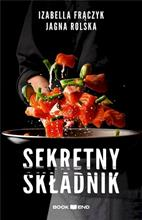 IZABELLA FRĄCZYK
JAGNA ROLSKA
SEKRETNY
SKŁADNIK
BOOK END